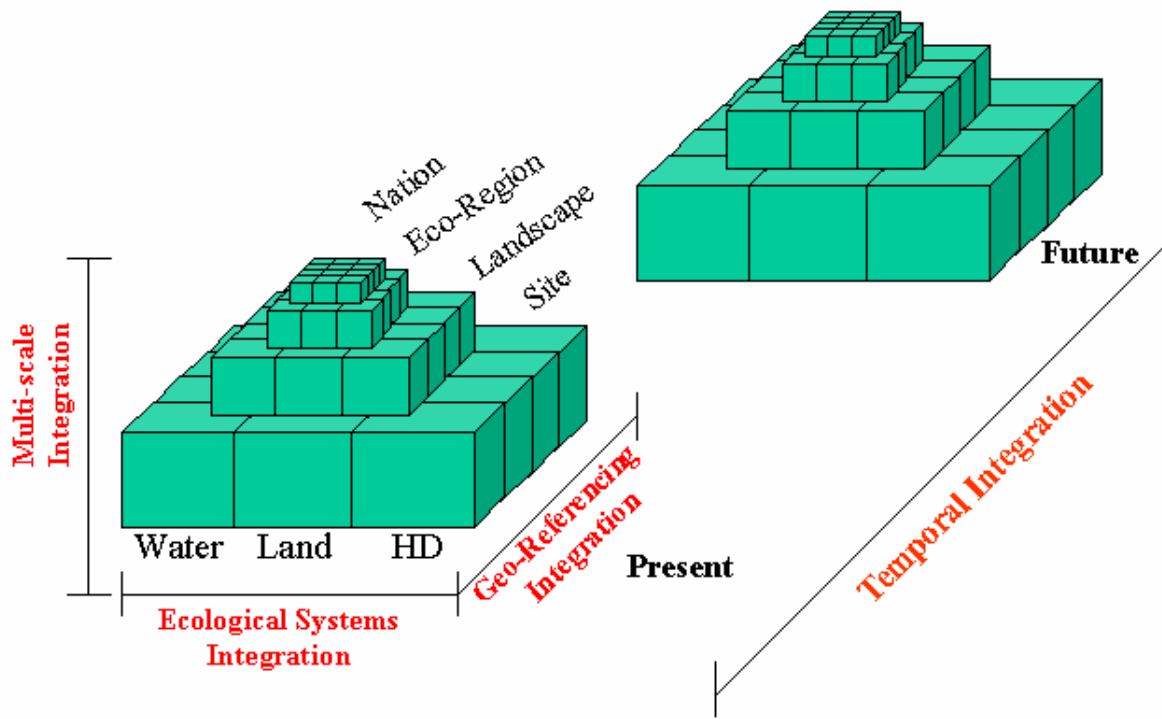 Nation
Eco-Region
Landscape
Site
Future
Multi-scale
Integration
Water Land HD
Geo-Referencing
Integration
Present
Temporal Integration
Ecological Systems
Integration